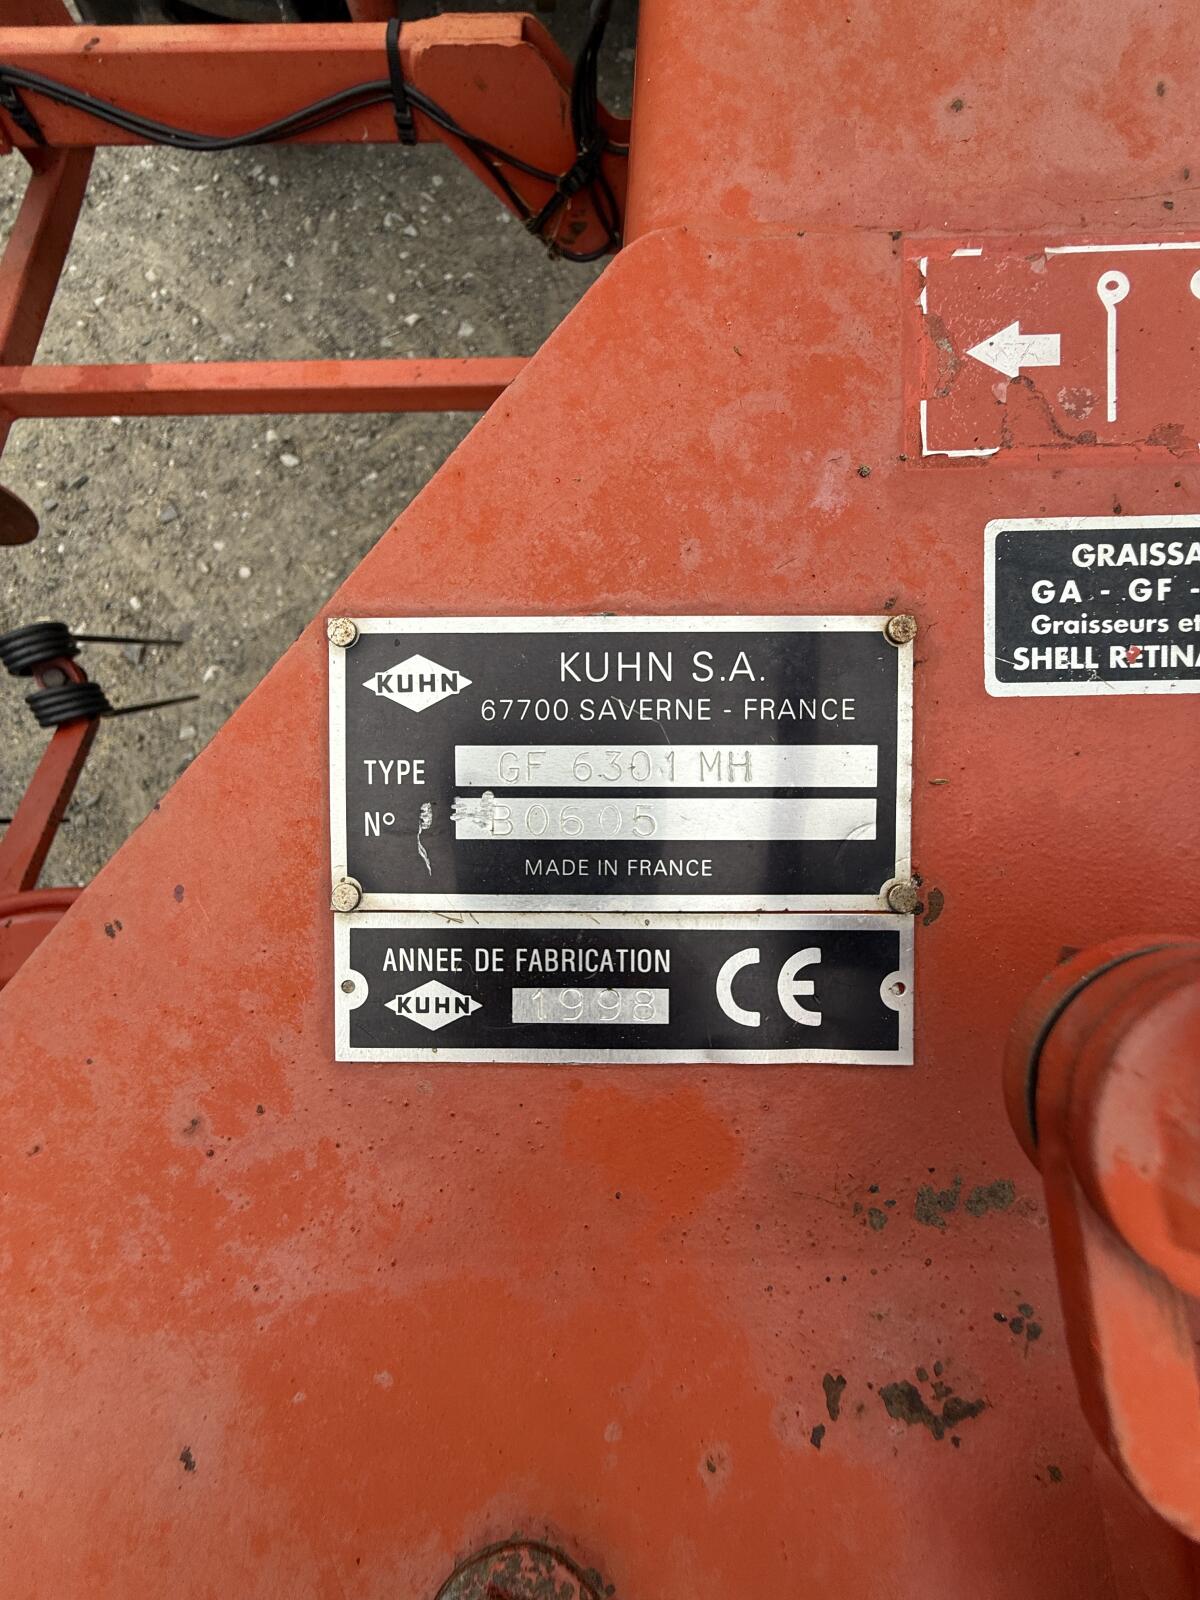 GRAISSA
GA - GF -
Graisseurs et
SHELL RETINA
KUHN
KUHN S.A.
67700 SAVERNE - FRANCE
TYPE GF 6301 MH
N° B0605
MADE IN FRANCE
ANNEE DE FABRICATION
KUHN 1998 CE